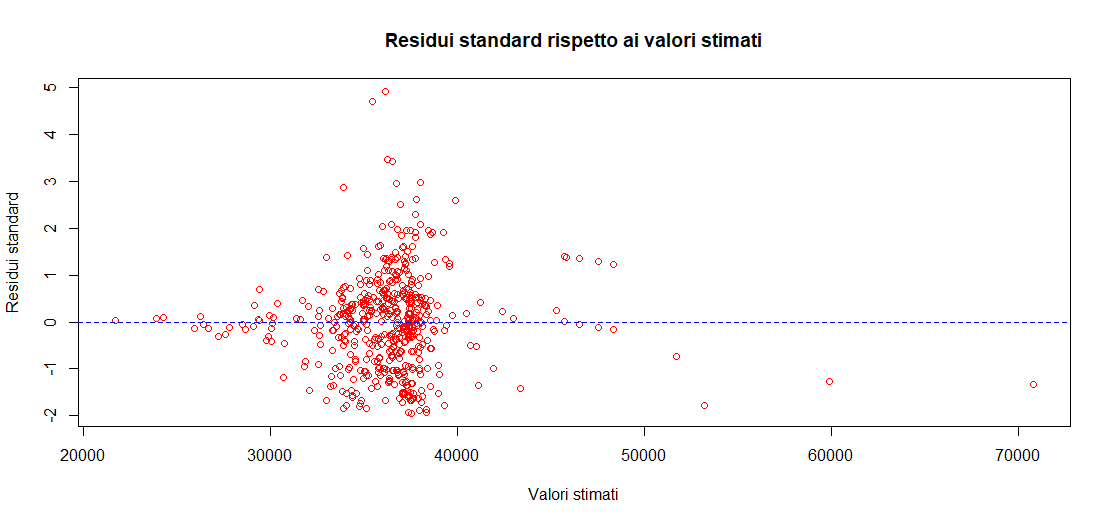 Residui standard rispetto ai valori stimati
Residui standard
5
4
3
2
1
0
-1
-2
20000 30000 40000 50000 60000 70000
Valori stimati